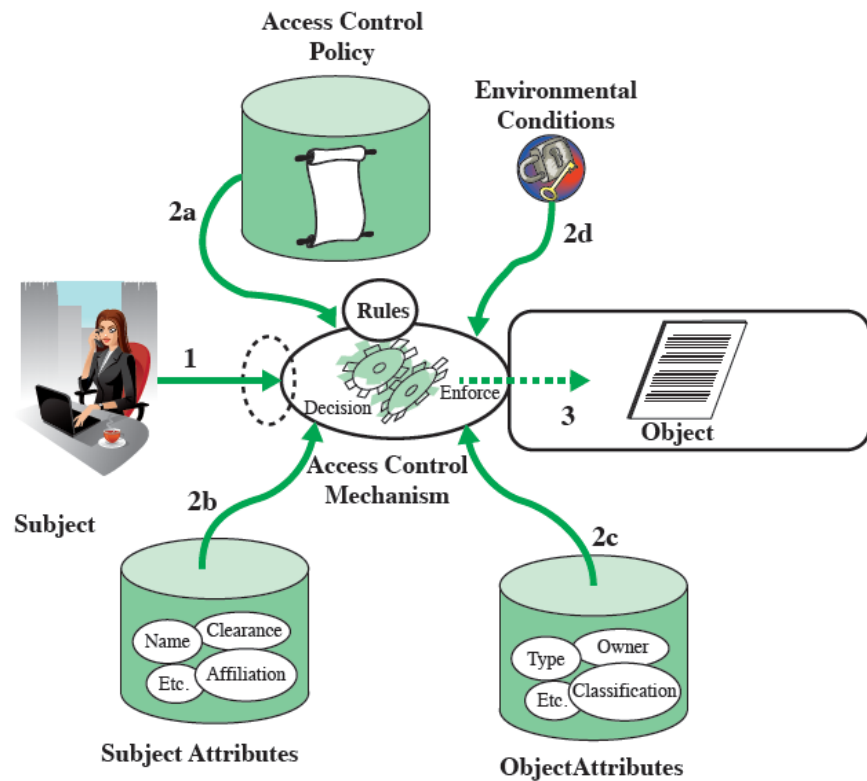 Access Control
Policy
Environmental
Conditions
2a
2d
Rules
1
Decision
Enforce
3
Object
Access Control
Mechanism
Subject
2b
2c
Name
Clearance
Etc.
Affiliation
Type
Owner
Etc.
Classification
Subject Attributes
ObjectAttributes